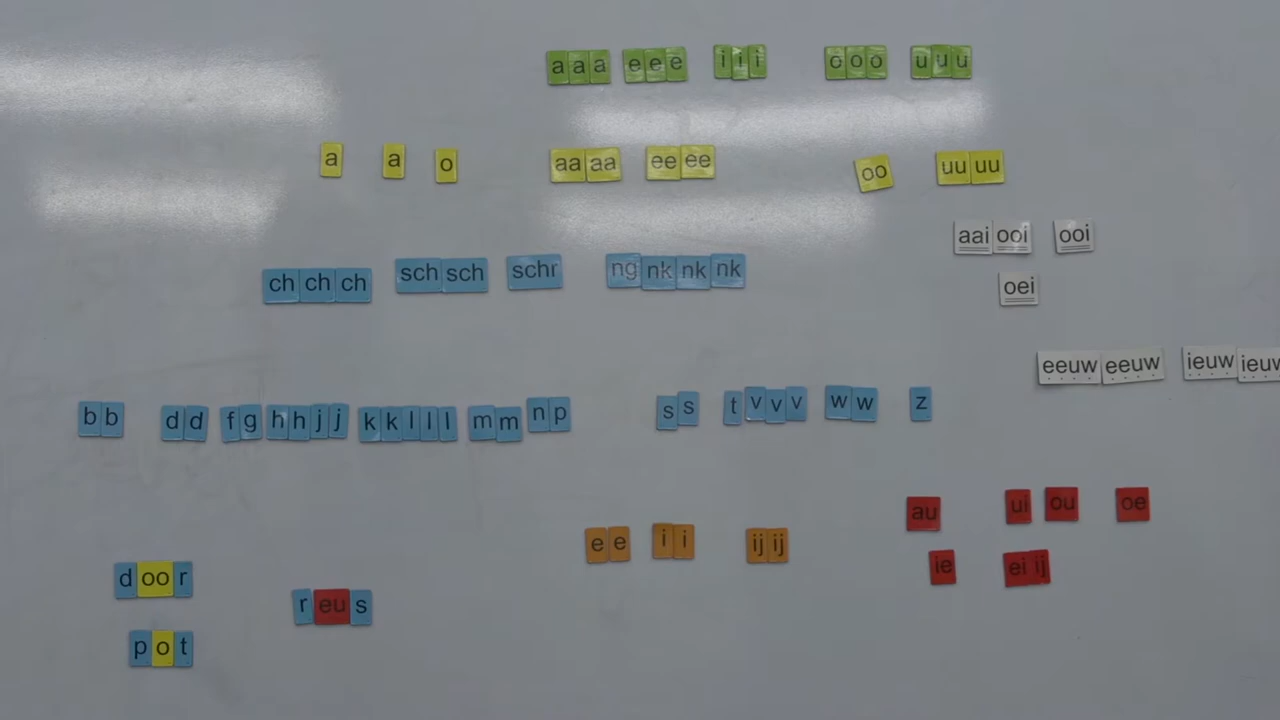 a a a e e e i i i o o o u u u
a a o aa aa ee ee oo uu uu
aai ooi ooi
ch ch ch sch sch schr ng nk nk nk
oei
eeuw eeuw ieuw ieuw
b b d d f g h h j j k k l l l m m n p s s t v v v w w z
au ui ou oe
e e i i ij ij
ie ei ij
d oo r
r eu s
p o t